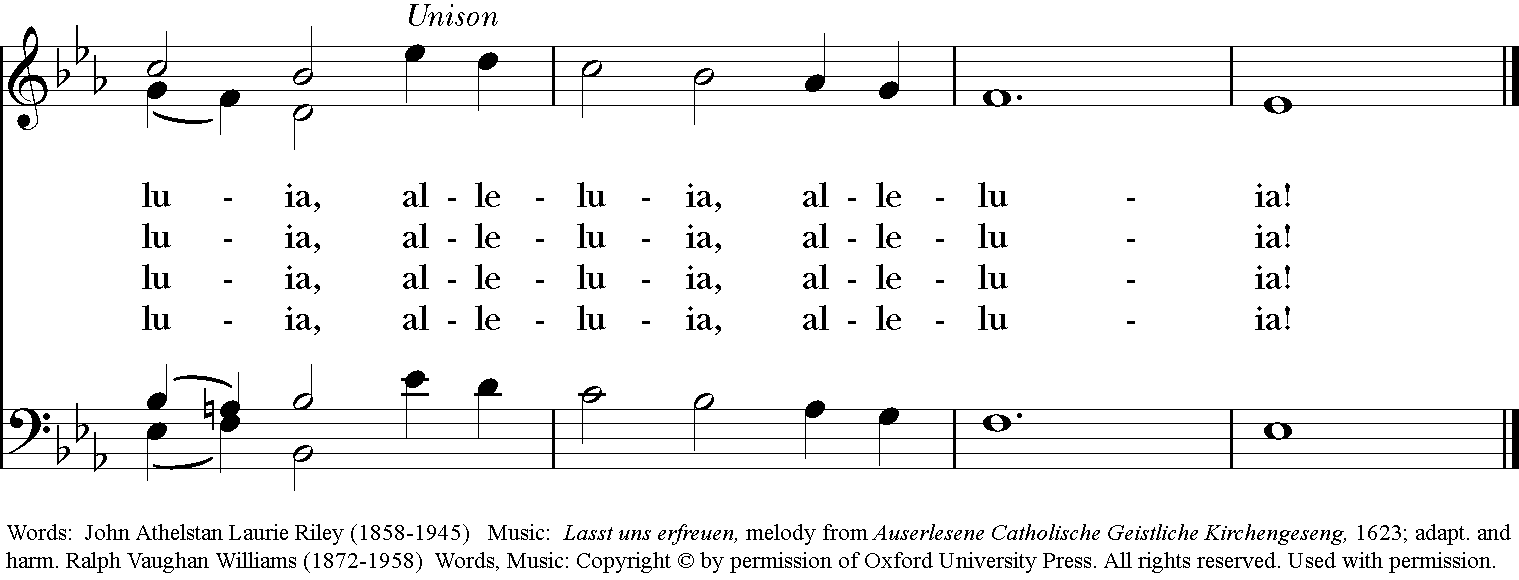 Unison
lu - ia, al - le - lu - ia, al - le - lu - ia!
lu - ia, al - le - lu - ia, al - le - lu - ia!
lu - ia, al - le - lu - ia, al - le - lu - ia!
lu - ia, al - le - lu - ia, al - le - lu - ia!
Words: John Athelstan Laurie Riley (1858-1945) Music: Lasst uns erfreuen, melody from Auserlesene Catholische Geistliche Kirchengeseng, 1623; adapt. and
harm. Ralph Vaughan Williams (1872-1958) Words, Music: Copyright © by permission of Oxford University Press. All rights reserved. Used with permission.